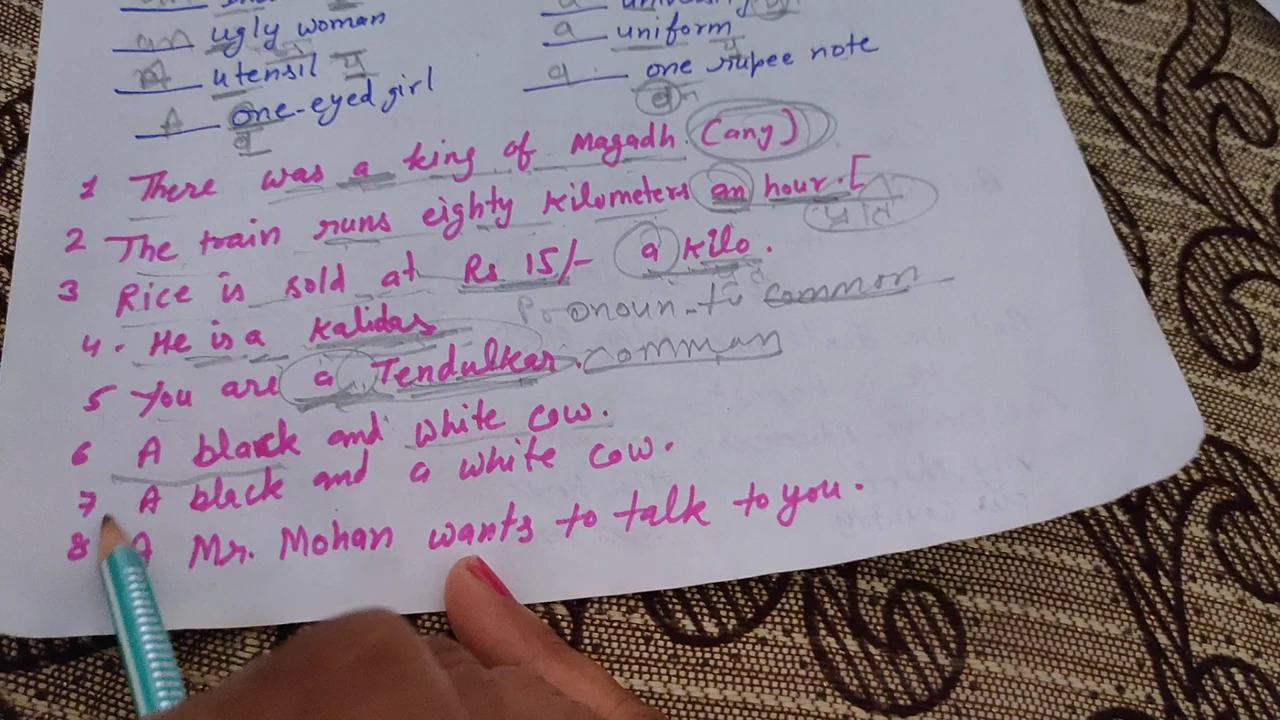 an ugly woman
a uniform
A utensil य
a one rupee note
A one-eyed girl
व
1 There was a king of Magadh. (any)
2 The train runs eighty kilometers an hour. [
प्रति
3 Rice is sold at Rs 15/- a kilo.
4. He is a Kalidas Pronoun to common
5 You are a Tendulkar. comman
6 A black and white cow.
7 A black and a white cow.
8 A Mr. Mohan wants to talk to you.